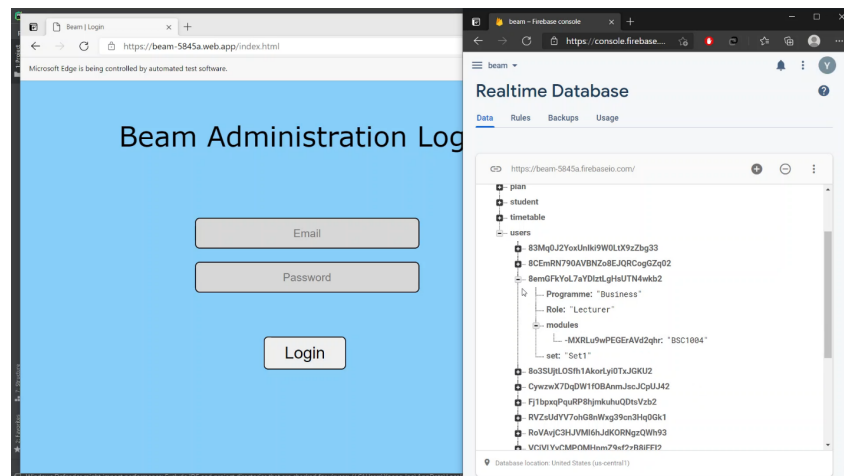 Beam | Login
https://beam-5845a.web.app/index.html
Microsoft Edge is being controlled by automated test software.
Beam Administration Log
Email
Password
Login
beam – Firebase console
https://console.firebase....
beam
Y
Realtime Database
Data Rules Backups Usage
https://beam-5845a.firebaseio.com/
plan
student
timetable
users
83Mq0J2YoxUnlki9W0LtX9zZbg33
8CEmRN790AVBNZo8EJQRCogGZq02
8emGFkYoL7aYDIztLgHsUTN4wkb2
Programme: "Business"
Role: "Lecturer"
modules
-MXRLu9wPEGErAVd2qhr: "BSC1004"
set: "Set1"
8o3SUjtLOSfh1AkorLyi0TxJGKU2
CywzwX7DqDW1fOBAnmJscJCpUJ42
Fj1bpxqPquRP8hjmkuhuQDtsVzb2
RVZsUdYV7ohG8nWxg39cn3Hq0Gk1
RoVAvjC3HJVMl6hJdKORNgzQWh93
Database location: United States (us-central1)